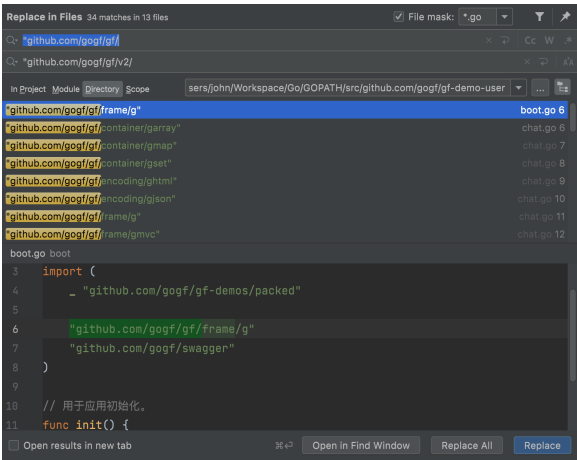 Replace in Files 34 matches in 13 files File mask: *.go
"github.com/gogf/gf/ Cc W .*
"github.com/gogf/gf/v2/
In Project Module Directory Scope sers/john/Workspace/Go/GOPATH/src/github.com/gogf/gf-demo-user ...
"github.com/gogf/gf/frame/g" boot.go 6
"github.com/gogf/gf/container/garray" chat.go 6
"github.com/gogf/gf/container/gmap" chat.go 7
"github.com/gogf/gf/container/gset" chat.go 8
"github.com/gogf/gf/encoding/ghtml" chat.go 9
"github.com/gogf/gf/encoding/gjson" chat.go 10
"github.com/gogf/gf/frame/g" chat.go 11
"github.com/gogf/gf/frame/gmvc" chat.go 12
boot.go boot
3 import (
4 _ "github.com/gogf/gf-demos/packed"
5
6 "github.com/gogf/gf/frame/g"
7 "github.com/gogf/swagger"
8 )
9
10 // 用于应用初始化。
11 func init() {
Open results in new tab ⌘⏎ Open in Find Window Replace All Replace